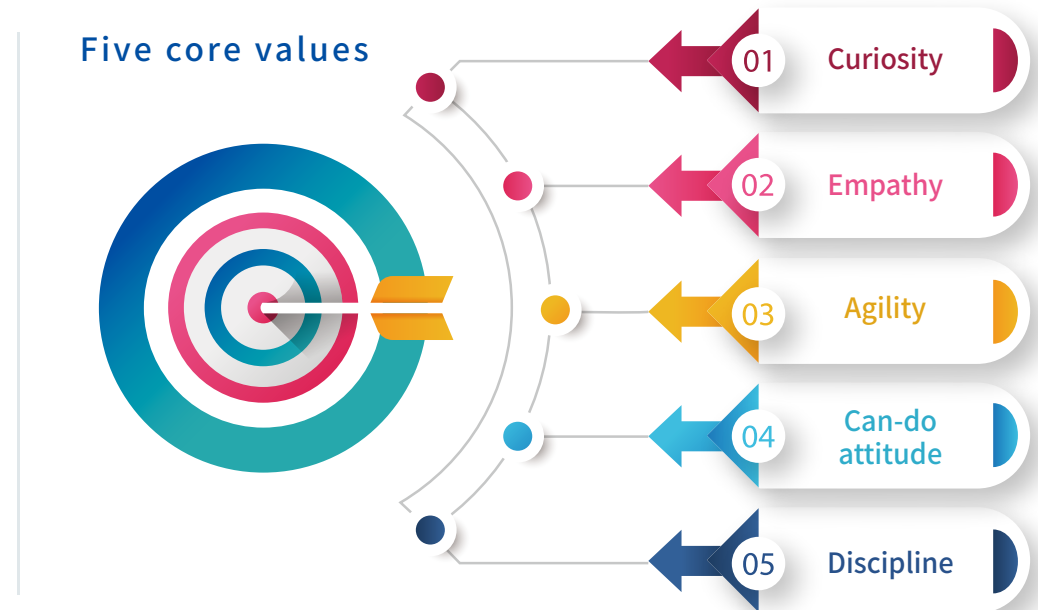 Five core values
01
Curiosity
02
Empathy
03
Agility
04
Can-do
attitude
05
Discipline